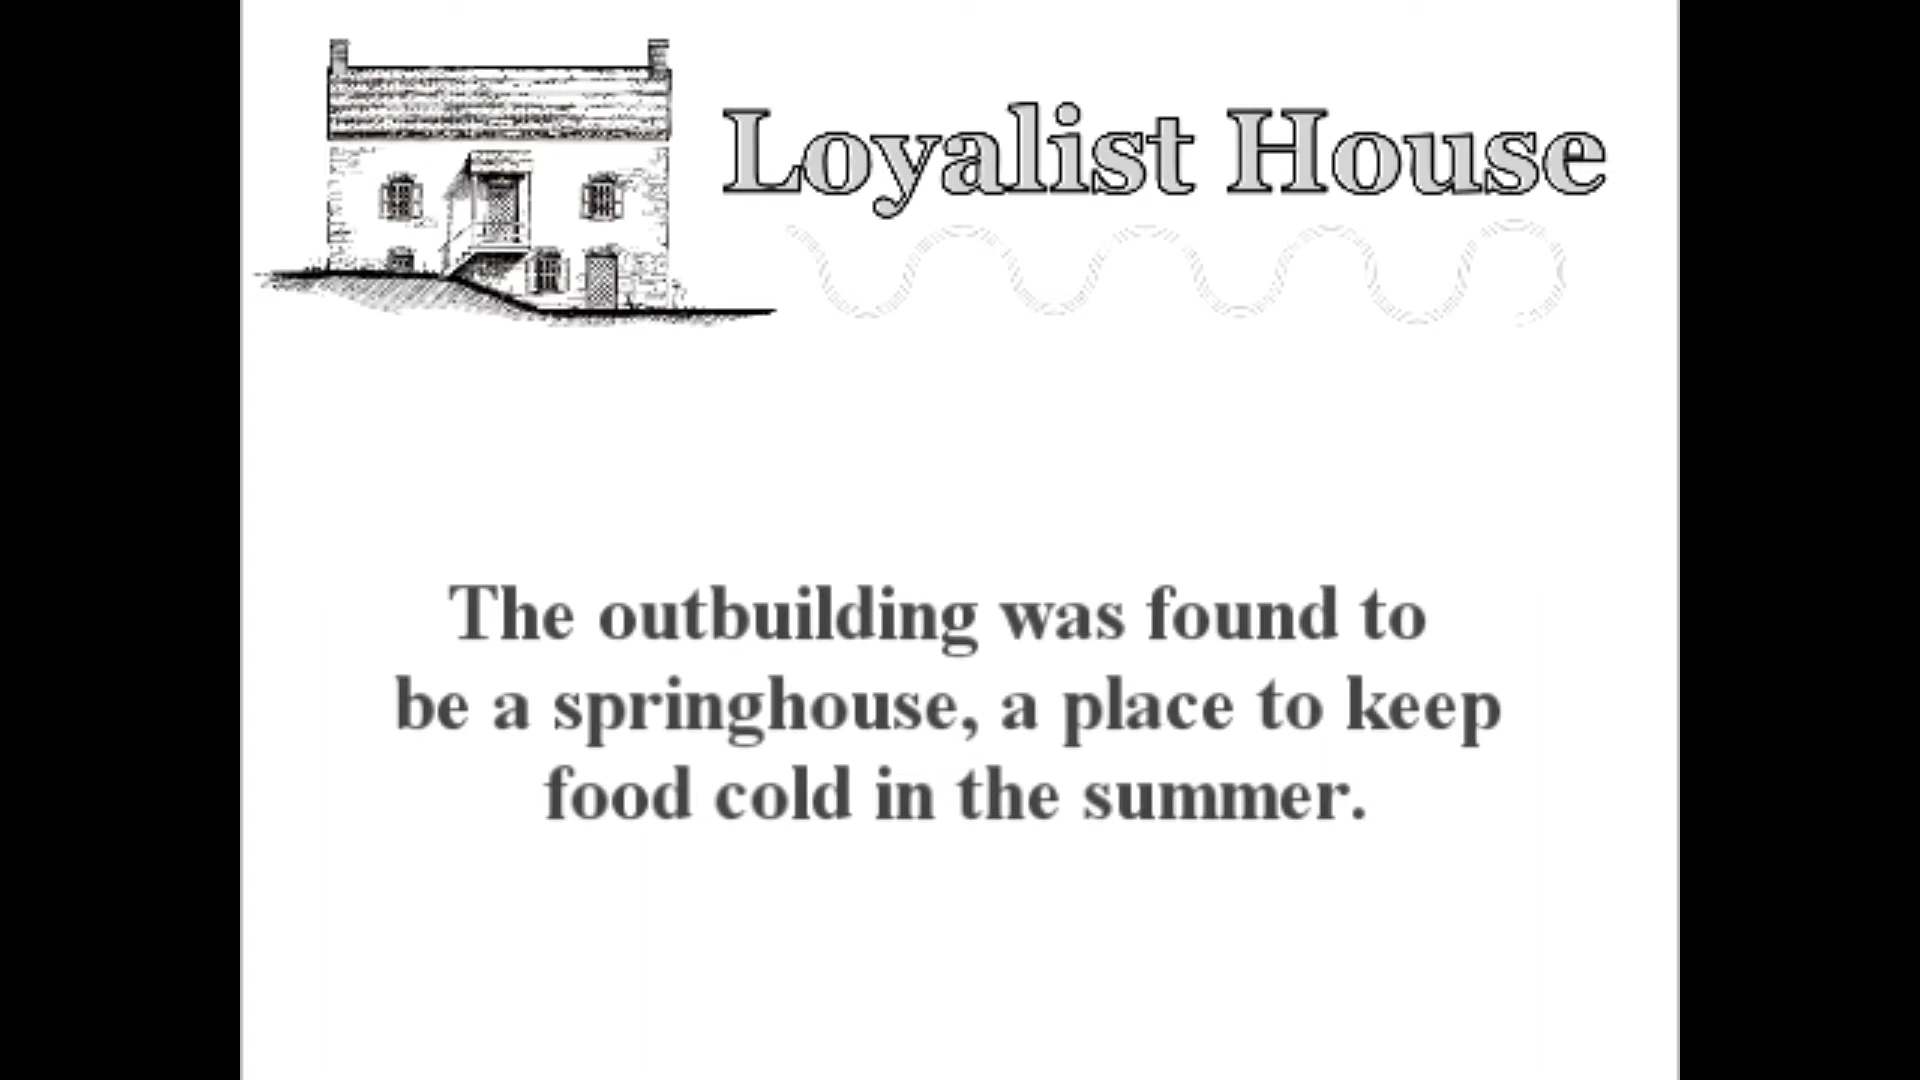 Loyalist House
The outbuilding was found to
be a springhouse, a place to keep
food cold in the summer.